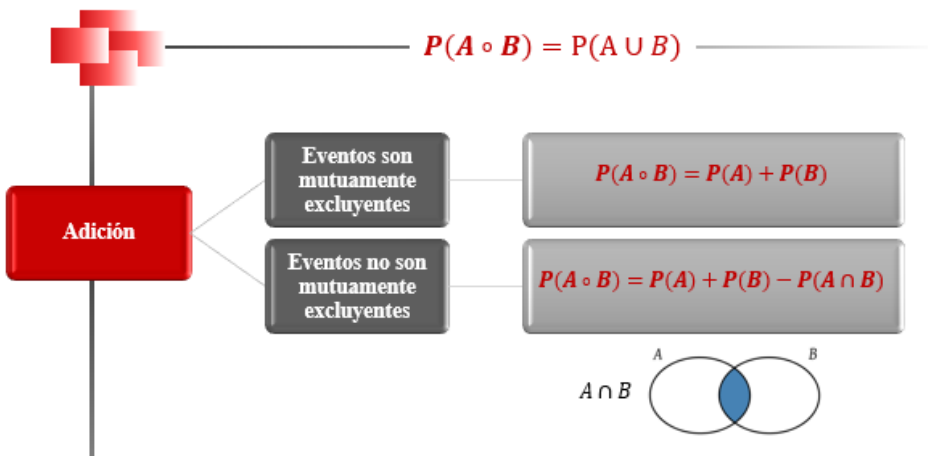 P(A ∘ B) = P(A ∪ B)
Eventos son
mutuamente
excluyentes
P(A ∘ B) = P(A) + P(B)
Adición
Eventos no son
mutuamente
excluyentes
P(A ∘ B) = P(A) + P(B) − P(A ∩ B)
A
B
A ∩ B